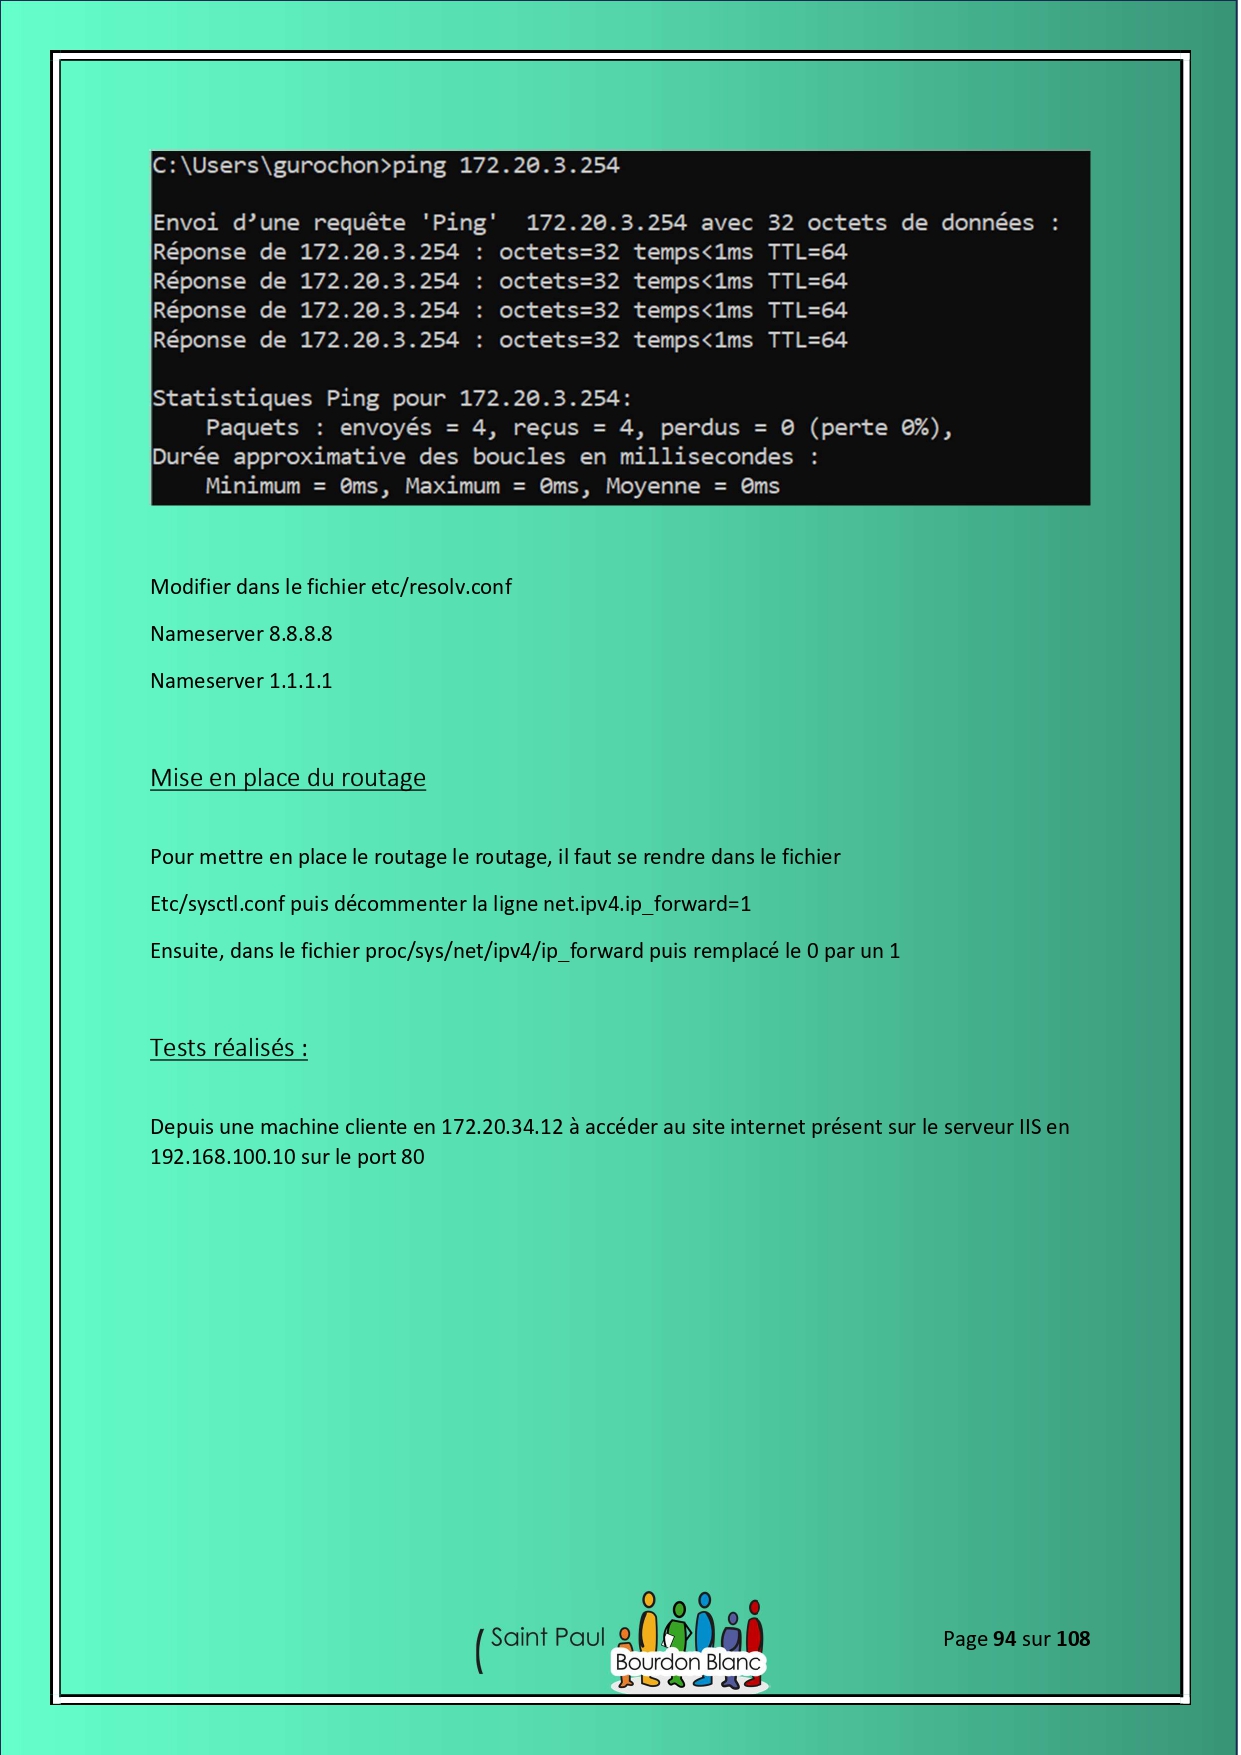 C:\Users\gurochon>ping 172.20.3.254
Envoi d’une requête 'Ping'  172.20.3.254 avec 32 octets de données :
Réponse de 172.20.3.254 : octets=32 temps<1ms TTL=64
Réponse de 172.20.3.254 : octets=32 temps<1ms TTL=64
Réponse de 172.20.3.254 : octets=32 temps<1ms TTL=64
Réponse de 172.20.3.254 : octets=32 temps<1ms TTL=64
Statistiques Ping pour 172.20.3.254:
    Paquets : envoyés = 4, reçus = 4, perdus = 0 (perte 0%),
Durée approximative des boucles en millisecondes :
    Minimum = 0ms, Maximum = 0ms, Moyenne = 0ms
Modifier dans le fichier etc/resolv.conf
Nameserver 8.8.8.8
Nameserver 1.1.1.1
Mise en place du routage
Pour mettre en place le routage le routage, il faut se rendre dans le fichier
Etc/sysctl.conf puis décommenter la ligne net.ipv4.ip_forward=1
Ensuite, dans le fichier proc/sys/net/ipv4/ip_forward puis remplacé le 0 par un 1
Tests réalisés :
Depuis une machine cliente en 172.20.34.12 à accéder au site internet présent sur le serveur IIS en
192.168.100.10 sur le port 80
Saint Paul
Bourdon Blanc
Page 94 sur 108